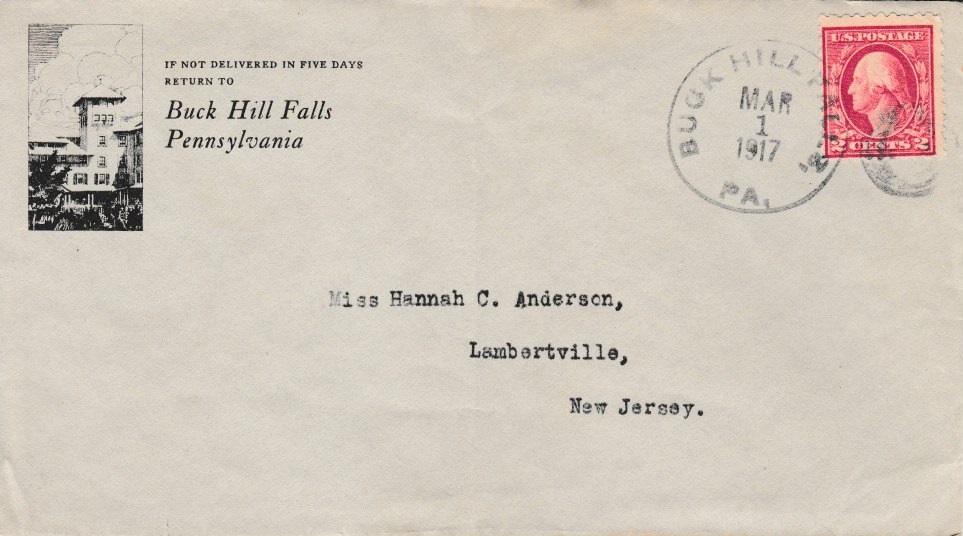 IF NOT DELIVERED IN FIVE DAYS
RETURN TO
Buck Hill Falls
Pennsylvania
BUCK HILL FALLS
MAR
1
1917
PA.
U.S. POSTAGE
2 CENTS 2
Miss Hannah C. Anderson,
Lambertville,
New Jersey.